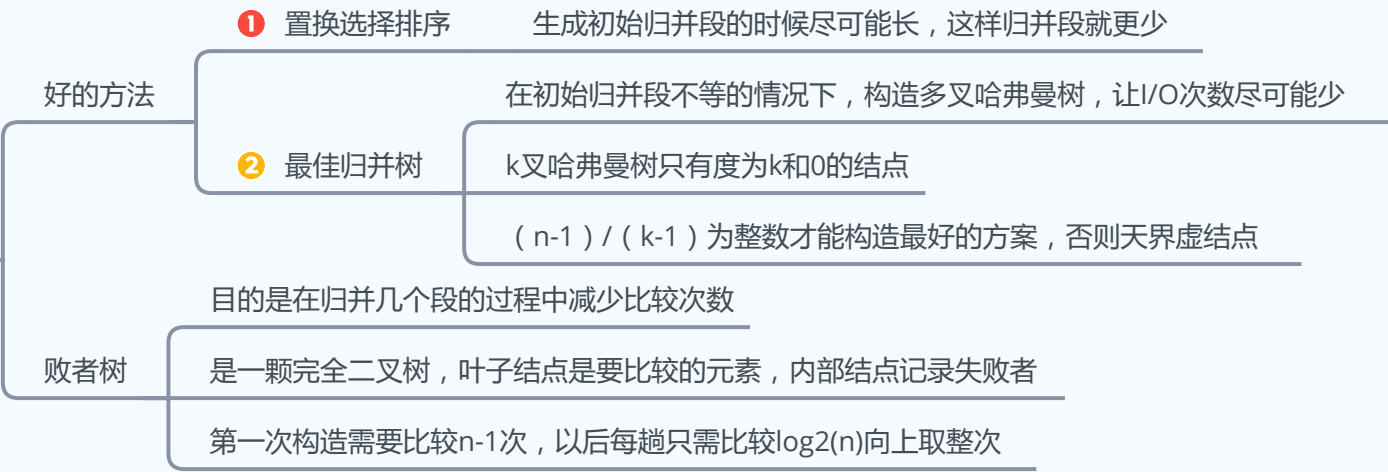 1 置换选择排序 生成初始归并段的时候尽可能长，这样归并段就更少
好的方法
在初始归并段不等的情况下，构造多叉哈弗曼树，让I/O次数尽可能少
2 最佳归并树
k叉哈弗曼树只有度为k和0的结点
（n-1）/（k-1）为整数才能构造最好的方案，否则天界虚结点
目的是在归并几个段的过程中减少比较次数
败者树
是一颗完全二叉树，叶子结点是要比较的元素，内部结点记录失败者
第一次构造需要比较n-1次，以后每趟只需比较log2(n)向上取整次